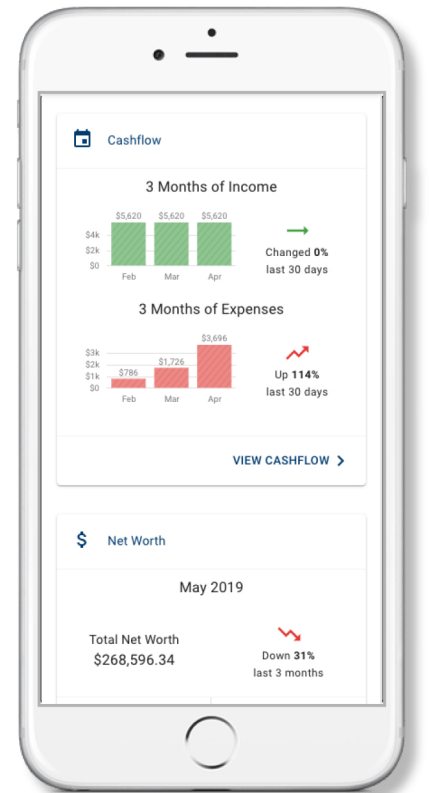 Cashflow
3 Months of Income
$5,620 $5,620 $5,620
$4k
$2k
$0
Feb Mar Apr
Changed 0%
last 30 days
3 Months of Expenses
$3,696
$1,726
$786
$3k
$2k
$1k
$0
Feb Mar Apr
Up 114%
last 30 days
VIEW CASHFLOW
$ Net Worth
May 2019
Total Net Worth
$268,596.34
Down 31%
last 3 months